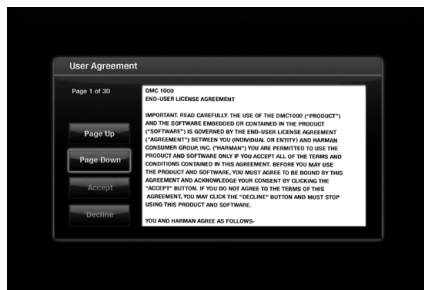 User Agreement
Page 1 of 30
Page Up
Page Down
Accept
Decline
DMC 1000
END-USER LICENSE AGREEMENT
IMPORTANT. READ CAREFULLY. THE USE OF THE DMC1000 ("PRODUCT")
AND THE SOFTWARE EMBEDDED OR CONTAINED IN THE PRODUCT
("SOFTWARE") IS GOVERNED BY THE END-USER LICENSE AGREEMENT
("AGREEMENT") BETWEEN YOU (INDIVIDUAL OR ENTITY) AND HARMAN
CONSUMER GROUP, INC. ("HARMAN") YOU ARE PERMITTED TO USE THE
PRODUCT AND SOFTWARE ONLY IF YOU ACCEPT ALL OF THE TERMS AND
CONDITIONS CONTAINED IN THIS AGREEMENT. BEFORE YOU MAY USE
THE PRODUCT AND SOFTWARE, YOU MUST AGREE TO BE BOUND BY THIS
AGREEMENT AND ACKNOWLEDGE YOUR CONSENT BY CLICKING THE
"ACCEPT" BUTTON. IF YOU DO NOT AGREE TO THE TERMS OF THIS
AGREEMENT, YOU MAY CLICK THE "DECLINE" BUTTON AND MUST STOP
USING THIS PRODUCT AND SOFTWARE.
YOU AND HARMAN AGREE AS FOLLOWS-